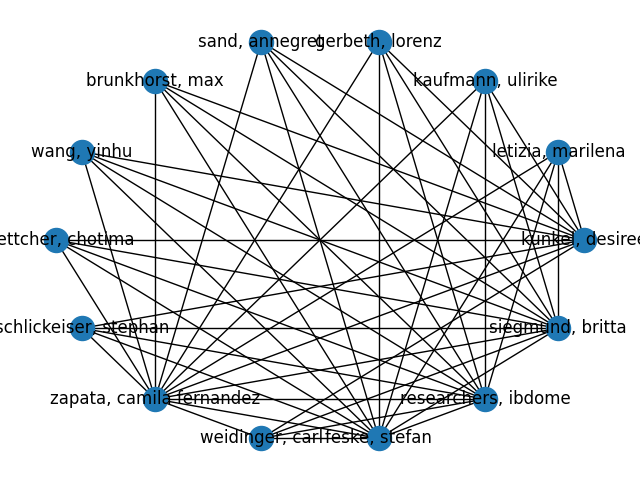 sand, annegret
gerbeth, lorenz
brunkhorst, max
kaufmann, ulirike
wang, yinhu
letizia, marilena
ettcher, chotima
kunkel, desiree
schlickeiser, stephan
siegmund, britta
zapata, camila fernandez
researchers, ibdome
weidinger, carl
feske, stefan